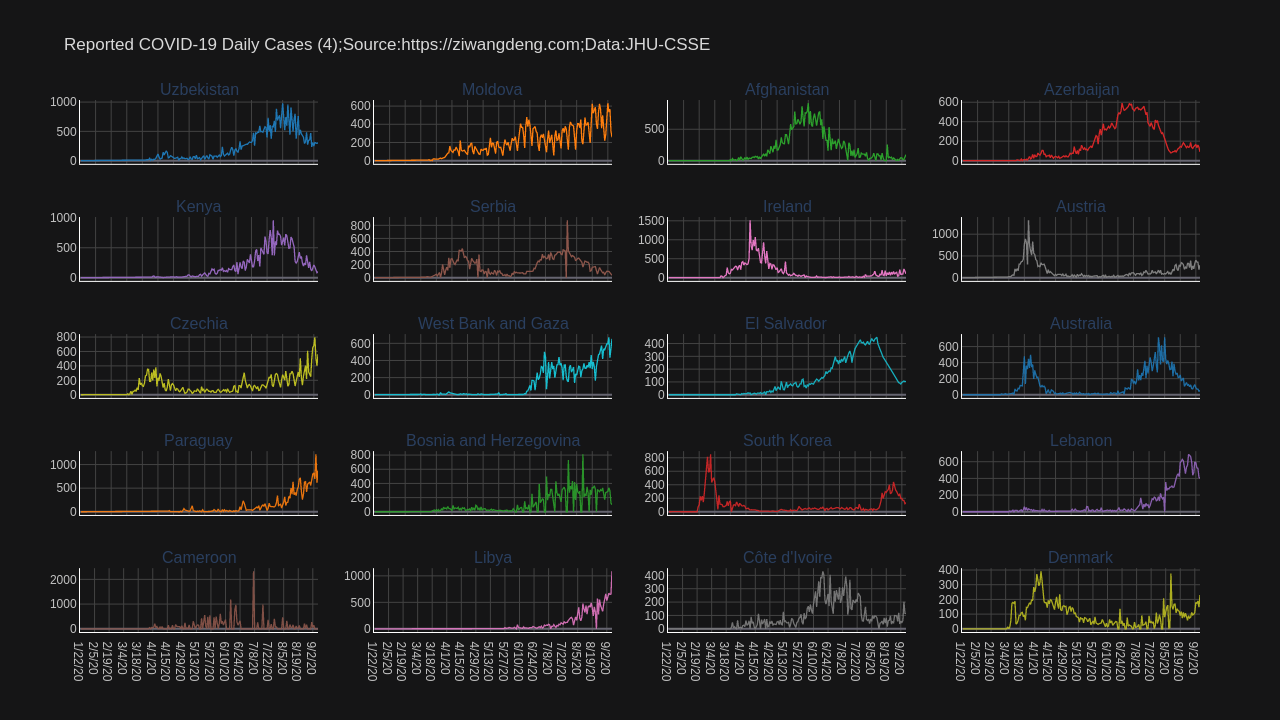 Reported COVID-19 Daily Cases (4);Source:https://ziwangdeng.com;Data:JHU-CSSE
Uzbekistan Moldova Afghanistan Azerbaijan
1000 500 0
600 400 200 0
500 0
600 400 200 0
Kenya Serbia Ireland Austria
1000 500 0
800 600 400 200 0
1500 1000 500 0
1000 500 0
Czechia West Bank and Gaza El Salvador Australia
800 600 400 200 0
600 400 200 0
400 300 200 100 0
600 400 200 0
Paraguay Bosnia and Herzegovina South Korea Lebanon
1000 500 0
800 600 400 200 0
800 600 400 200 0
600 400 200 0
Cameroon Libya Côte d'Ivoire Denmark
2000 1000 0
1000 500 0
400 300 200 100 0
400 300 200 100 0
1/22/20 2/5/20 2/19/20 3/4/20 3/18/20 4/1/20 4/15/20 4/29/20 5/13/20 5/27/20 6/10/20 6/24/20 7/8/20 7/22/20 8/5/20 8/19/20 9/2/20
1/22/20 2/5/20 2/19/20 3/4/20 3/18/20 4/1/20 4/15/20 4/29/20 5/13/20 5/27/20 6/10/20 6/24/20 7/8/20 7/22/20 8/5/20 8/19/20 9/2/20
1/22/20 2/5/20 2/19/20 3/4/20 3/18/20 4/1/20 4/15/20 4/29/20 5/13/20 5/27/20 6/10/20 6/24/20 7/8/20 7/22/20 8/5/20 8/19/20 9/2/20
1/22/20 2/5/20 2/19/20 3/4/20 3/18/20 4/1/20 4/15/20 4/29/20 5/13/20 5/27/20 6/10/20 6/24/20 7/8/20 7/22/20 8/5/20 8/19/20 9/2/20